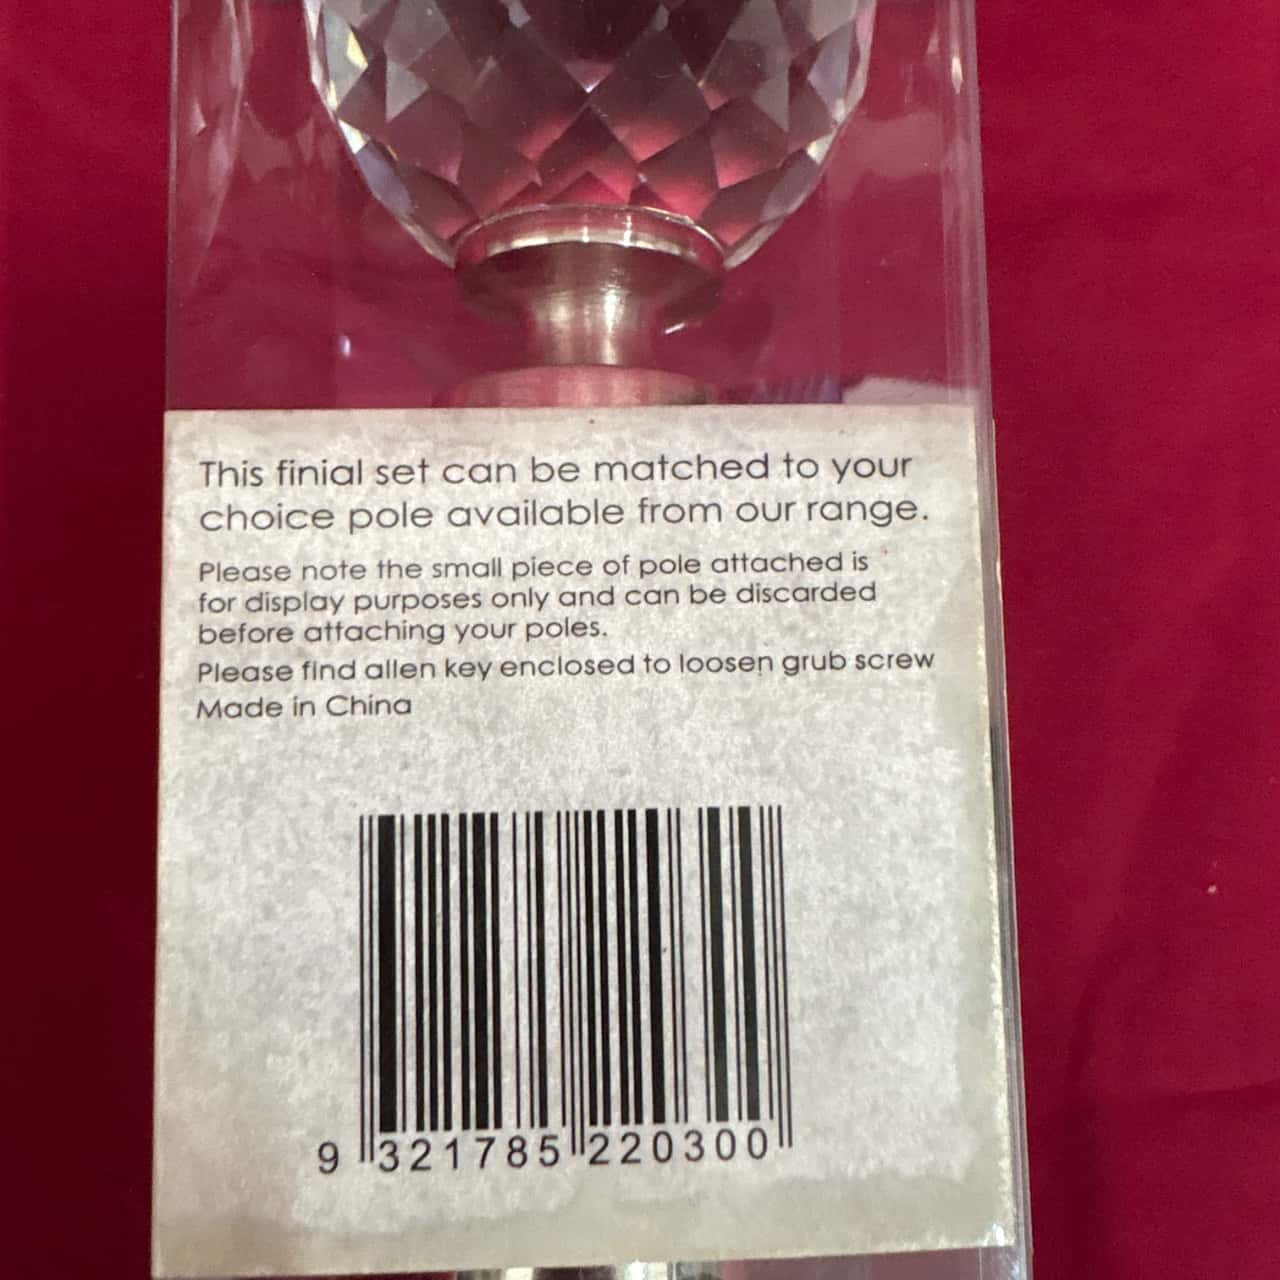 This finial set can be matched to your
choice pole available from our range.
Please note the small piece of pole attached is
for display purposes only and can be discarded
before attaching your poles.
Please find allen key enclosed to loosen grub screw
Made in China
9 321785 220300